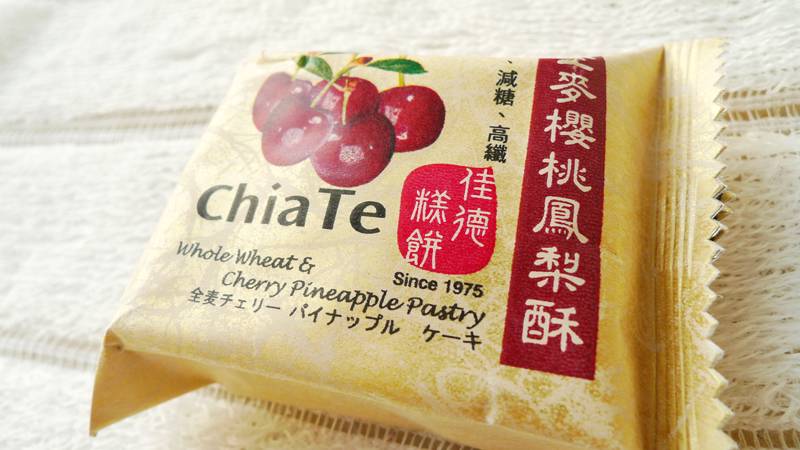 ChiaTe
佳德
糕餅
Since 1975
Whole Wheat &
Cherry Pineapple Pastry
全麦チェリー パイナップル ケーキ
、減糖、高纖
麥櫻桃鳳梨酥